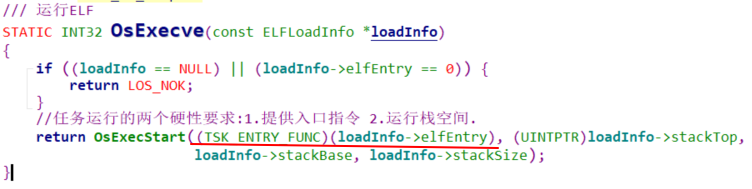 /// 运行ELF
STATIC INT32 OsExecve(const ELFLoadInfo *loadInfo)
{
    if ((loadInfo == NULL) || (loadInfo->elfEntry == 0)) {
        return LOS_NOK;
    }
    //任务运行的两个硬性要求:1.提供入口指令 2.运行栈空间.
    return OsExecStart((TSK_ENTRY_FUNC)(loadInfo->elfEntry), (UINTPTR)loadInfo->stackTop,
                       loadInfo->stackBase, loadInfo->stackSize);
}